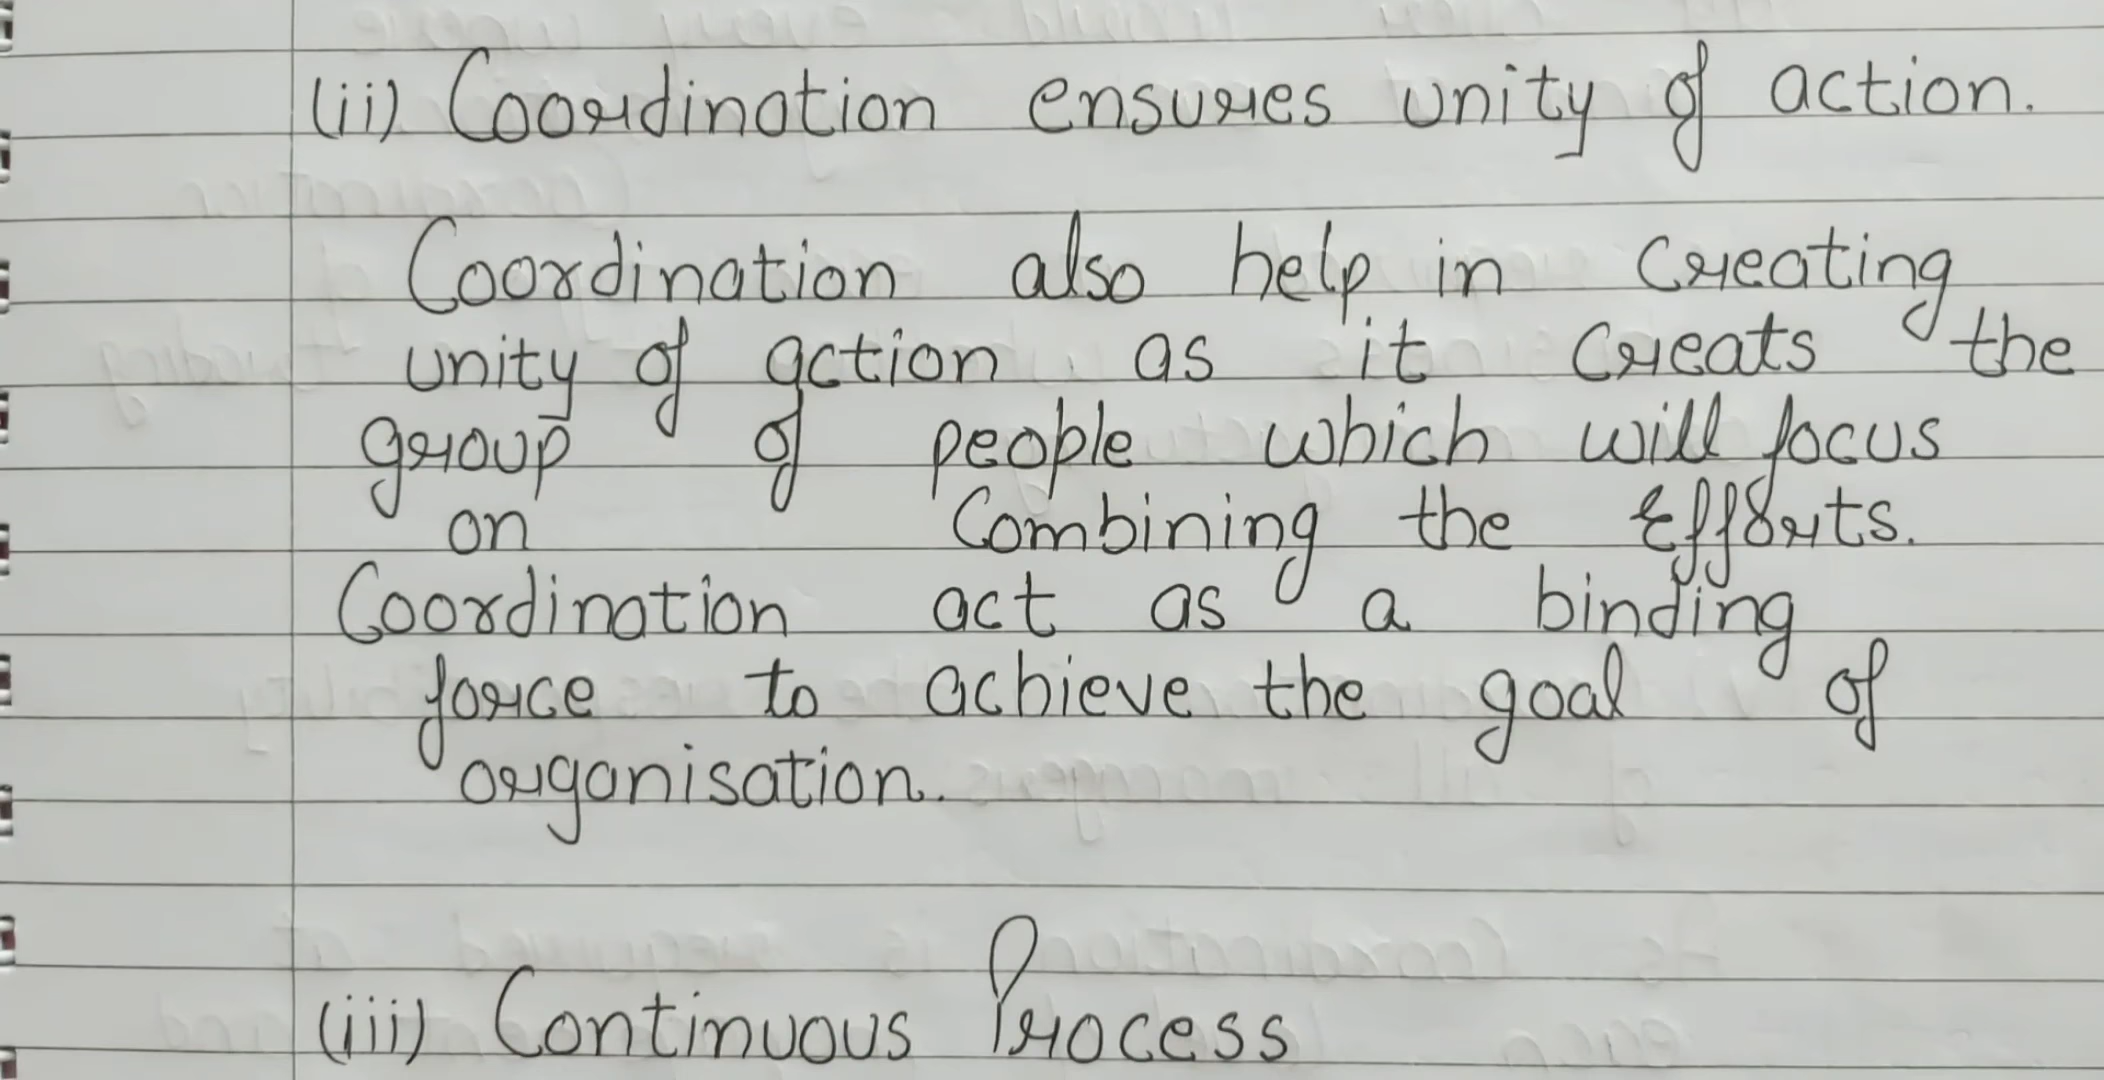 (ii) Coordination ensures unity of action.
Coordination also help in creating
unity of action as it creats the
group of people which will focus
on combining the Efforts.
Coordination act as a binding
force to achieve the goal of
organisation.
(iii) Continuous Process